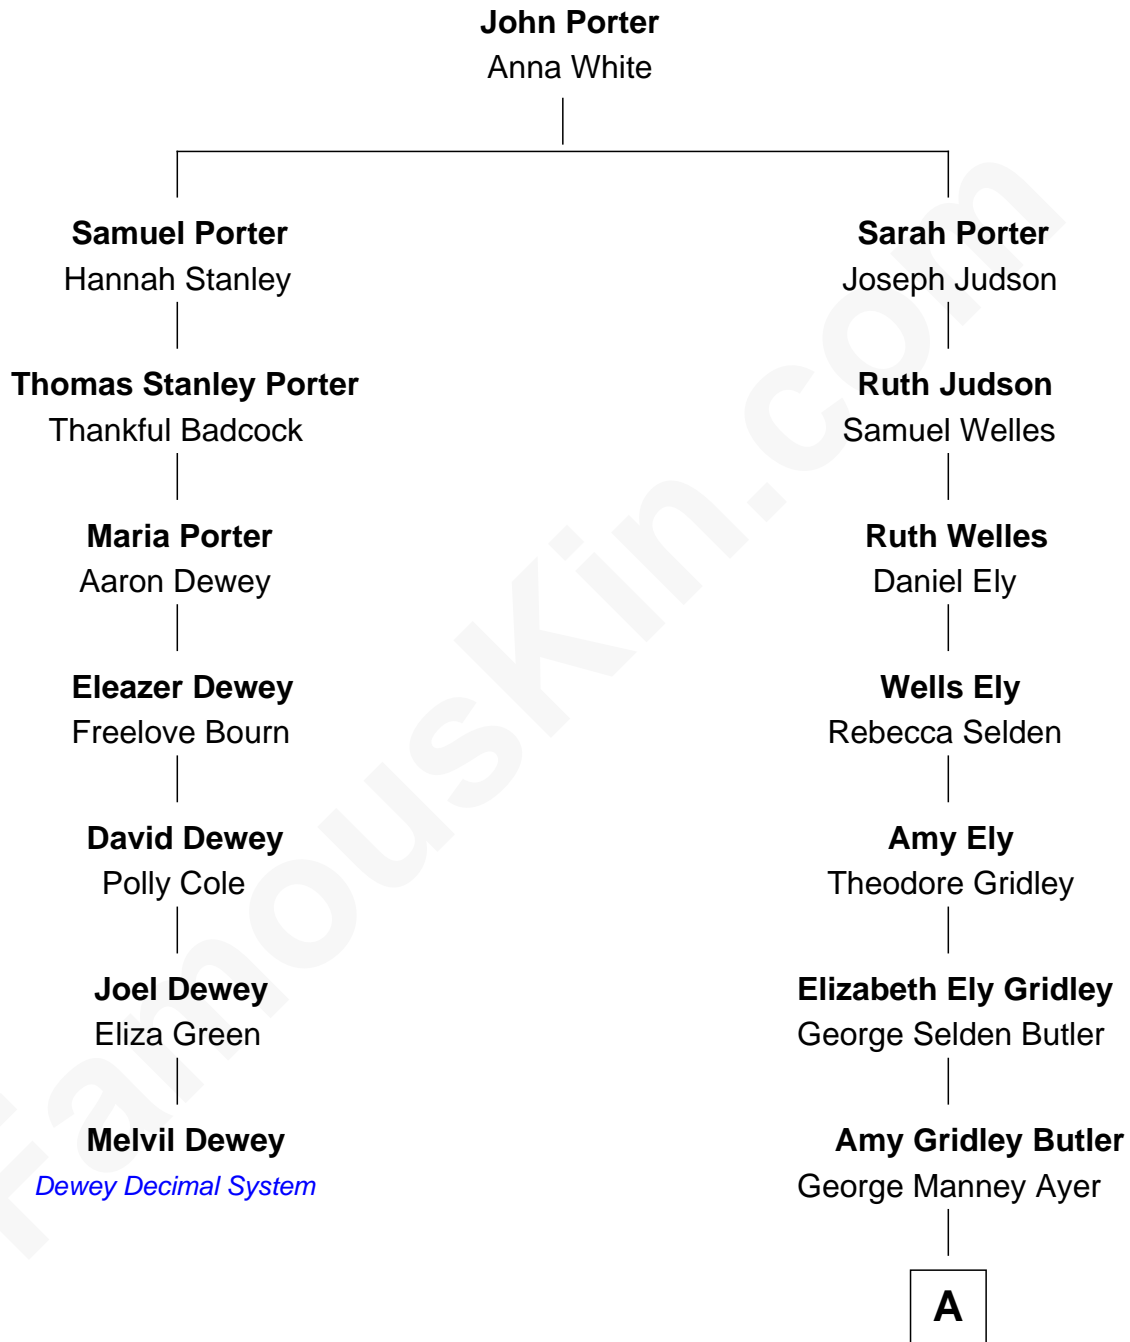 John Porter
Anna White
Samuel Porter
Hannah Stanley
Sarah Porter
Joseph Judson
Thomas Stanley Porter
Thankful Badcock
Ruth Judson
Samuel Welles
Maria Porter
Aaron Dewey
Ruth Welles
Daniel Ely
Eleazer Dewey
Freelove Bourn
Wells Ely
Rebecca Selden
David Dewey
Polly Cole
Amy Ely
Theodore Gridley
Joel Dewey
Eliza Green
Elizabeth Ely Gridley
George Selden Butler
Melvil Dewey
Dewey Decimal System
Amy Gridley Butler
George Manney Ayer
A
FamousKin.com